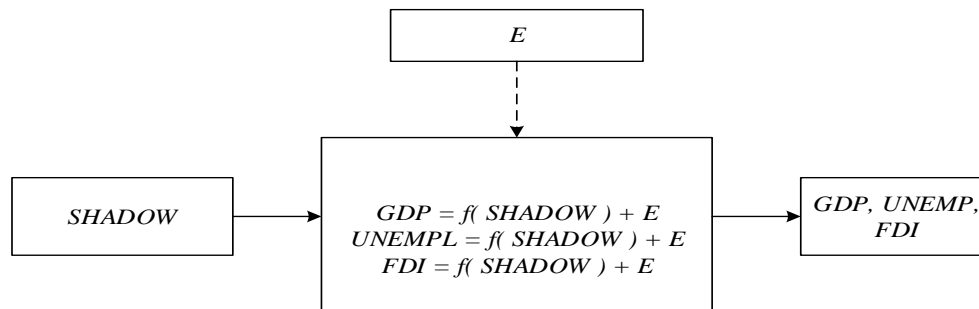 E
SHADOW
GDP = f( SHADOW ) + E
UNEMPL = f( SHADOW ) + E
FDI = f( SHADOW ) + E
GDP, UNEMP,
FDI